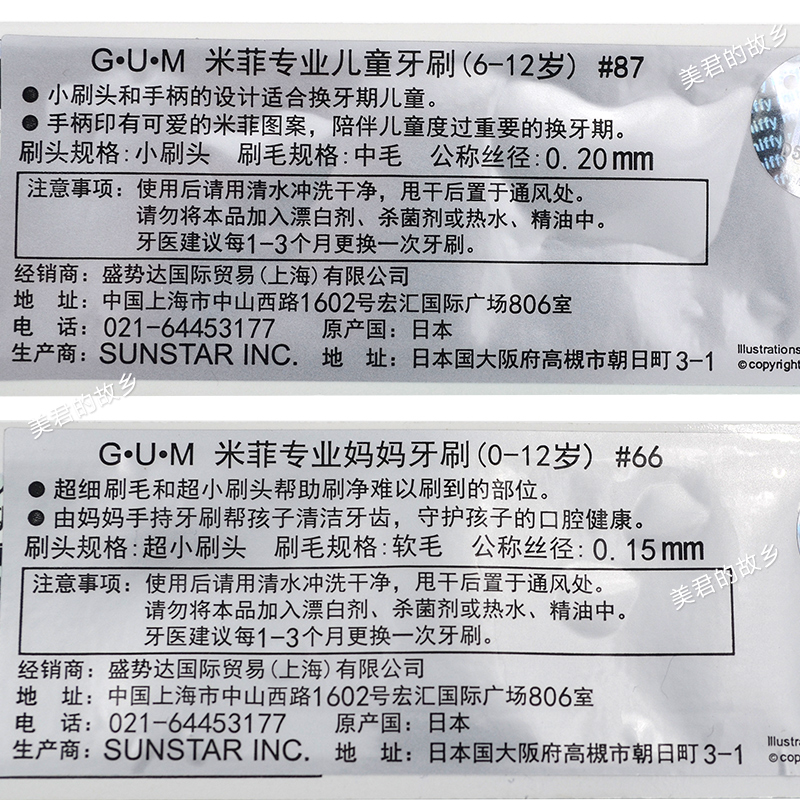 G·U·M 米菲专业儿童牙刷(6-12岁) #87
美君的故乡
● 小刷头和手柄的设计适合换牙期儿童。
● 手柄印有可爱的米菲图案，陪伴儿童度过重要的换牙期。
刷头规格:小刷头 刷毛规格:中毛 公称丝径:0.20mm
注意事项: 使用后请用清水冲洗干净，甩干后置于通风处。
请勿将本品加入漂白剂、杀菌剂或热水、精油中。
牙医建议每1-3个月更换一次牙刷。
经销商: 盛势达国际贸易(上海)有限公司
地 址: 中国上海市中山西路1602号宏汇国际广场806室
电 话: 021-64453177 原产国:日本
生产商: SUNSTAR INC. 地 址: 日本国大阪府高槻市朝日町3-1
Illustrations
© copyright
miffy
美君的故乡
G·U·M 米菲专业妈妈牙刷(0-12岁) #66
● 超细刷毛和超小刷头帮助刷净难以刷到的部位。
● 由妈妈手持牙刷帮孩子清洁牙齿，守护孩子的口腔健康。
刷头规格:超小刷头 刷毛规格:软毛 公称丝径:0.15mm
注意事项: 使用后请用清水冲洗干净，甩干后置于通风处。
请勿将本品加入漂白剂、杀菌剂或热水、精油中。
牙医建议每1-3个月更换一次牙刷。
美君的故乡
经销商: 盛势达国际贸易(上海)有限公司
地 址: 中国上海市中山西路1602号宏汇国际广场806室
电 话: 021-64453177 原产国:日本
生产商: SUNSTAR INC. 地 址: 日本国大阪府高槻市朝日町3-1
Illustra
© cop